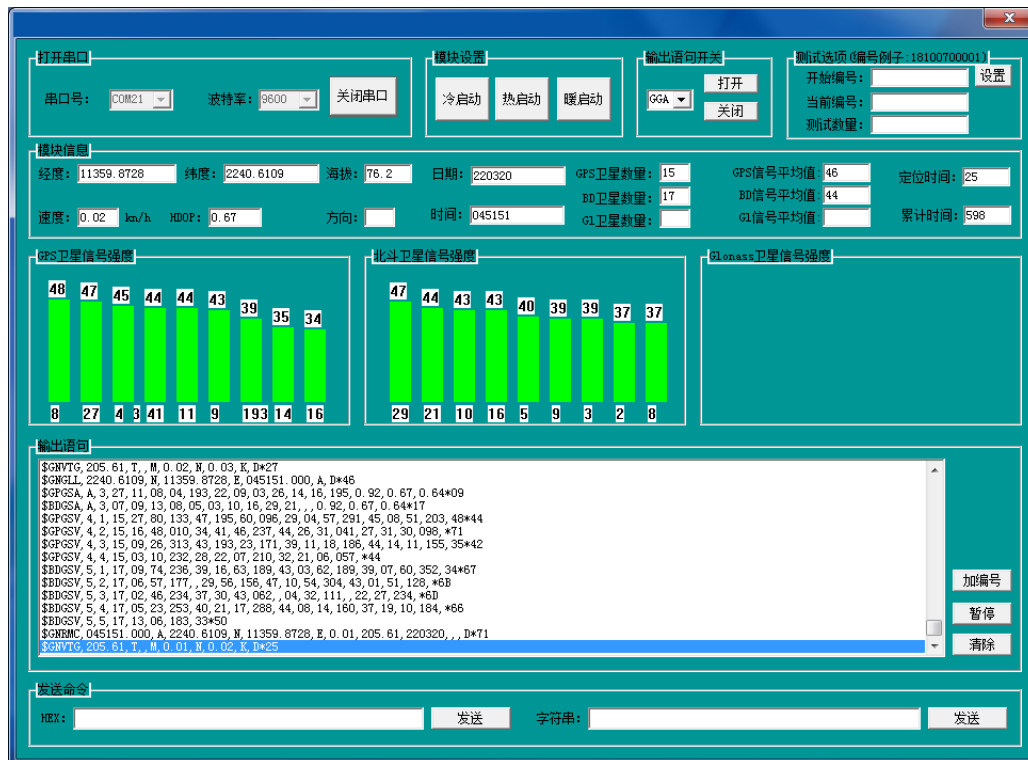 打开串口
串口号: COM21 波特率: 9600 关闭串口
模块设置
冷启动 热启动 暖启动
输出语句开关
GGA 打开
关闭
测试选项(编号例子:18100700001)
开始编号: 设置
当前编号:
测试数量:
模块信息
经度: 11359.8728 纬度: 2240.6109 海拔: 76.2 日期: 220320 GPS卫星数量: 15 GPS信号平均值: 46 定位时间: 25
BD卫星数量: 17 BD信号平均值: 44
速度: 0.02 km/h HDOP: 0.67 方向: 时间: 045151 Gl卫星数量: Gl信号平均值: 累计时间: 598
GPS卫星信号强度
48 47 45 44 44 43 39 35 34
8 27 4 3 41 11 9 193 14 16
北斗卫星信号强度
47 44 43 43 40 39 39 37 37
29 21 10 16 5 9 3 2 8
Glonass卫星信号强度
输出语句
$GNVTG,205.61,T,,M,0.02,N,0.03,K,D*27
$GNGLL,2240.6109,N,11359.8728,E,045151.000,A,D*46
$GPGSA,A,3,27,11,08,04,193,22,09,03,26,14,16,195,0.92,0.67,0.64*09
$BDGSA,A,3,07,09,13,08,05,03,10,16,29,21,,,0.92,0.67,0.64*17
$GPGSV,4,1,15,27,80,133,47,195,60,096,29,04,57,291,45,08,51,203,48*44
$GPGSV,4,2,15,16,48,010,34,41,46,237,44,26,31,041,27,31,30,098,*71
$GPGSV,4,3,15,09,26,313,43,193,23,171,39,11,18,186,44,14,11,155,35*42
$GPGSV,4,4,15,03,10,232,28,22,07,210,32,21,06,057,*44
$BDGSV,5,1,17,09,74,236,39,16,63,189,43,03,62,189,39,07,60,352,34*67
$BDGSV,5,2,17,06,57,177,,29,56,156,47,10,54,304,43,01,51,128,*6B
$BDGSV,5,3,17,02,46,234,37,30,43,062,,04,32,111,,22,27,234,*6D
$BDGSV,5,4,17,05,23,253,40,21,17,288,44,08,14,160,37,19,10,184,*66
$BDGSV,5,5,17,13,06,183,33*50
$GNRMC,045151.000,A,2240.6109,N,11359.8728,E,0.01,205.61,220320,,,D*71
$GNVTG,205.61,T,,M,0.01,N,0.02,K,D*25
加编号
暂停
清除
发送命令
HEX: 发送 字符串: 发送